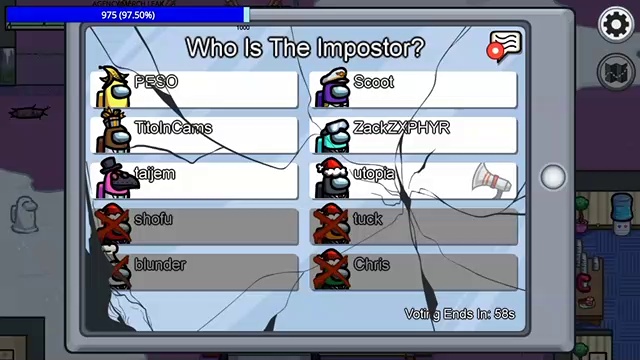 975 (97.50%)
1000
Who Is The Impostor?
PESO
Scoot
TitoInCams
ZackZXPHYR
taijem
utopia
shofu
tuck
blunder
Chris
Voting Ends In: 58s